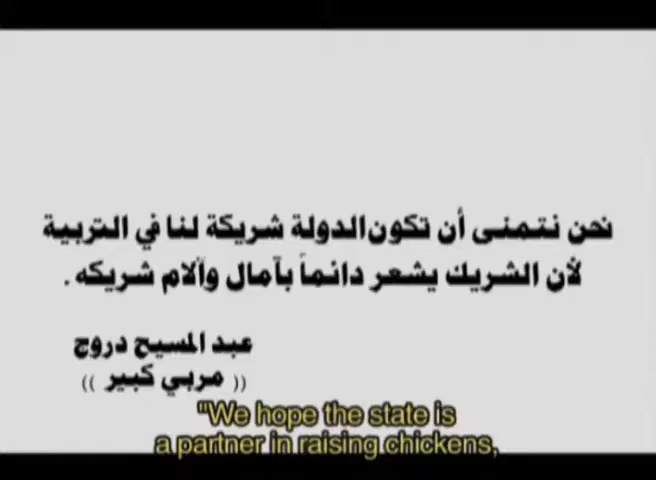 نحن نتمنى أن تكون الدولة شريكة لنا في التربية
لأن الشريك يشعر دائماً بآمال وآلام شريكه .
عبد المسيح دروج
(( مربي كبير ))
"We hope the state is
a partner in raising chickens,